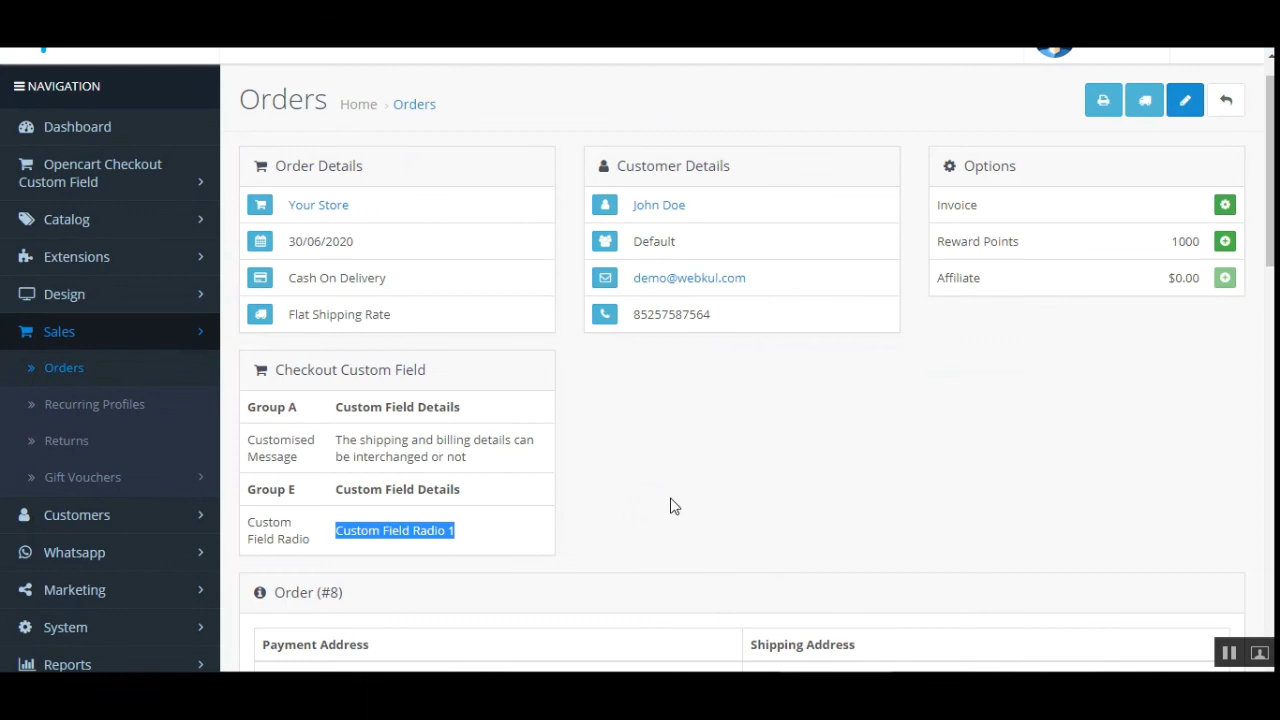 NAVIGATION
Dashboard
Opencart Checkout
Custom Field
Catalog
Extensions
Design
Sales
Orders
Recurring Profiles
Returns
Gift Vouchers
Customers
Whatsapp
Marketing
System
Reports
Orders Home › Orders
Order Details
Your Store
30/06/2020
Cash On Delivery
Flat Shipping Rate
Customer Details
John Doe
Default
demo@webkul.com
85257587564
Options
Invoice
Reward Points 1000
Affiliate $0.00
Checkout Custom Field
Group A Custom Field Details
Customised Message The shipping and billing details can be interchanged or not
Group E Custom Field Details
Custom Field Radio Custom Field Radio 1
Order (#8)
Payment Address Shipping Address